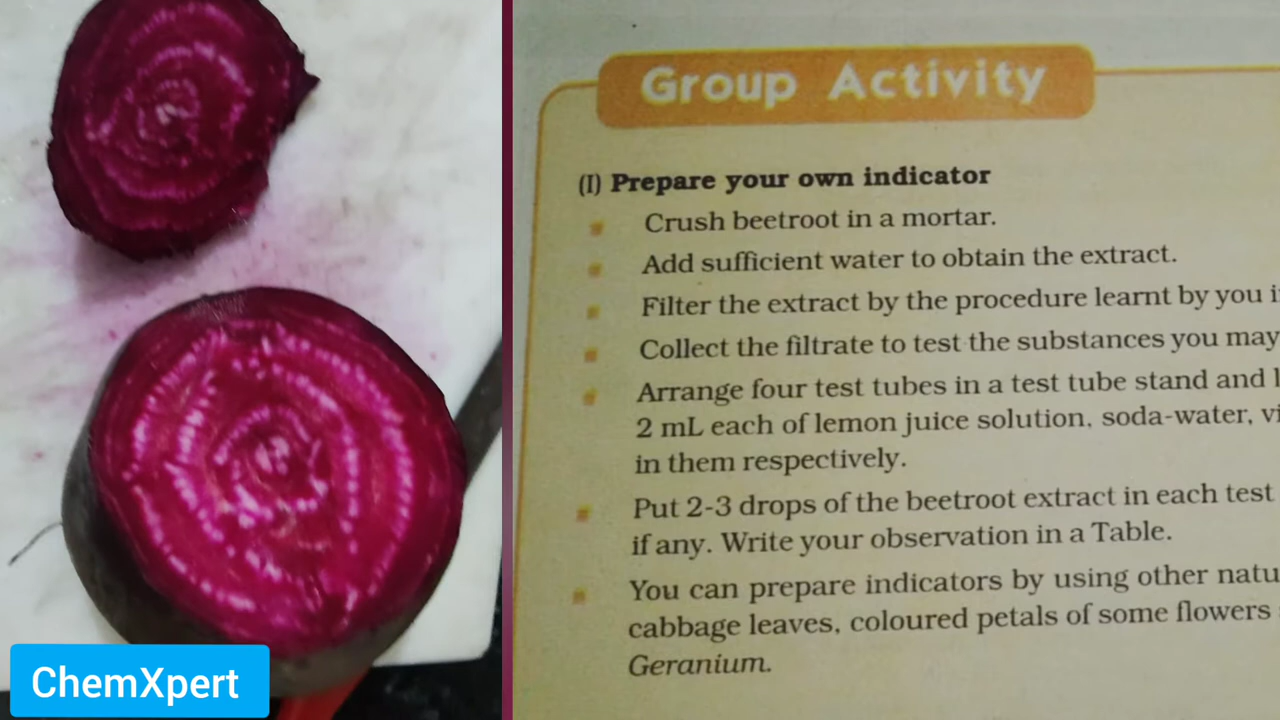 Group Activity
(I) Prepare your own indicator
Crush beetroot in a mortar.
Add sufficient water to obtain the extract.
Filter the extract by the procedure learnt by you
Collect the filtrate to test the substances you may
Arrange four test tubes in a test tube stand and
2 mL each of lemon juice solution, soda-water,
in them respectively.
Put 2-3 drops of the beetroot extract in each test
if any. Write your observation in a Table.
You can prepare indicators by using other
cabbage leaves, coloured petals of some flowers
Geranium.
ChemXpert